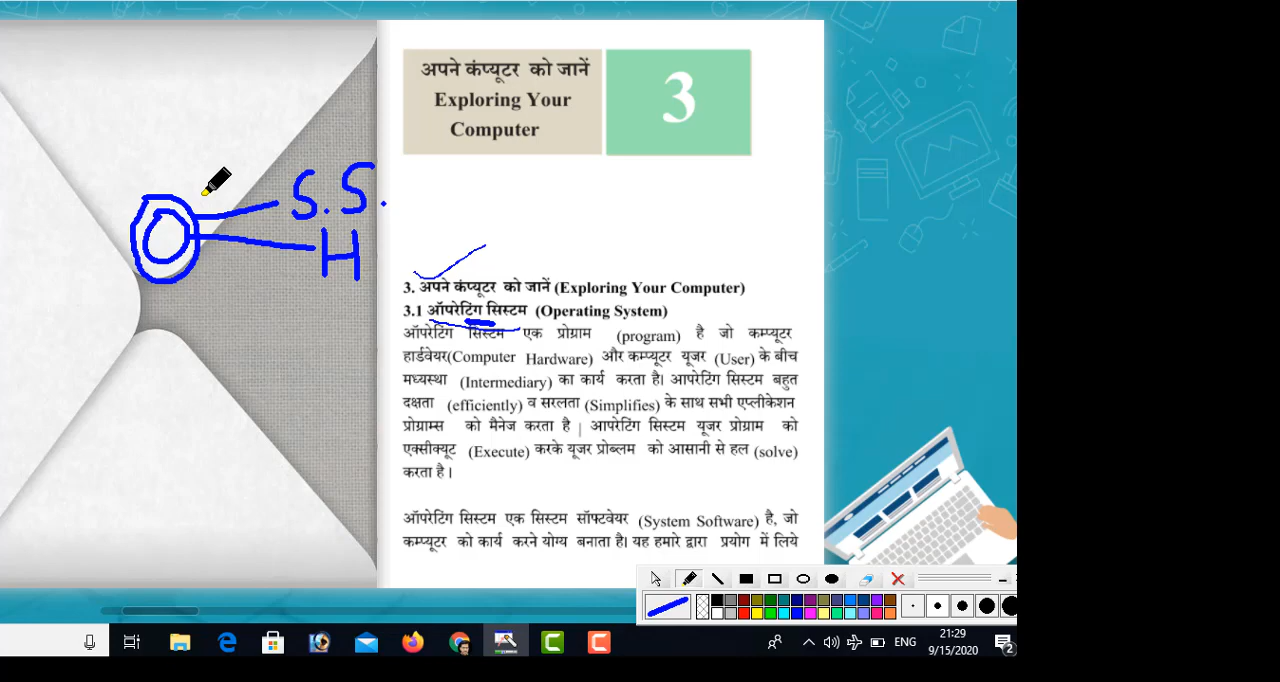 अपने कंप्यूटर को जानें
Exploring Your
Computer
3
S.S.
H
3. अपने कंप्यूटर को जानें (Exploring Your Computer)
3.1 ऑपरेटिंग सिस्टम (Operating System)
ऑपरेटिंग सिस्टम एक प्रोग्राम (program) है जो कम्प्यूटर
हार्डवेयर(Computer Hardware) और कम्प्यूटर यूजर (User) के बीच
मध्यस्था (Intermediary) का कार्य करता है। आपरेटिंग सिस्टम बहुत
दक्षता (efficiently) व सरलता (Simplifies) के साथ सभी एप्लीकेशन
प्रोग्राम्स को मैनेज करता है | आपरेटिंग सिस्टम यूजर प्रोग्राम को
एक्सीक्यूट (Execute) करके यूजर प्रोब्लम को आसानी से हल (solve)
करता है।
ऑपरेटिंग सिस्टम एक सिस्टम सॉफ्टवेयर (System Software) है, जो
कम्प्यूटर को कार्य करने योग्य बनाता है। यह हमारे द्वारा प्रयोग में लिये
ENG
21:29
9/15/2020
2